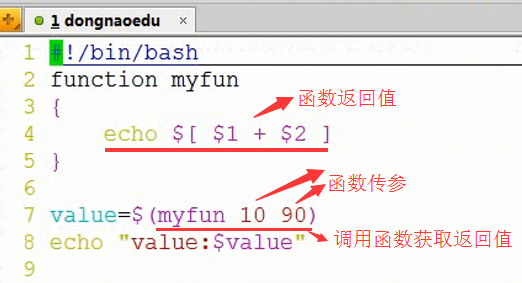 1 dongnaoedu ×
1 #!/bin/bash
2 function myfun
函数返回值
3 {
4 echo $[ $1 + $2 ]
5 }
6
函数传参
7 value=$(myfun 10 90)
8 echo "value:$value"
调用函数获取返回值
9